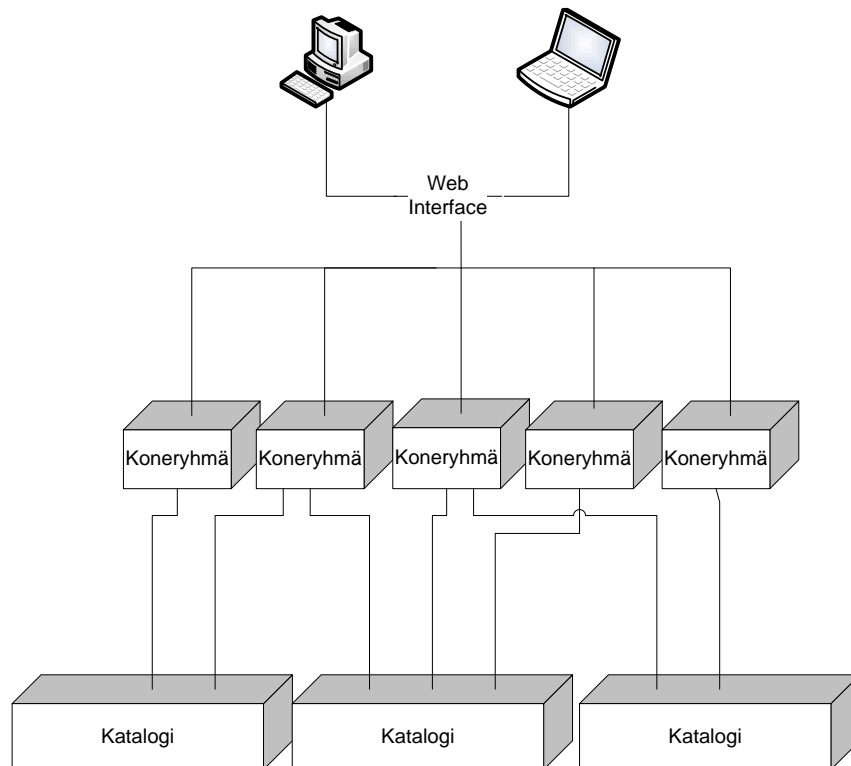 Web
Interface
Koneryhmä
Koneryhmä
Koneryhmä
Koneryhmä
Koneryhmä
Katalogi
Katalogi
Katalogi